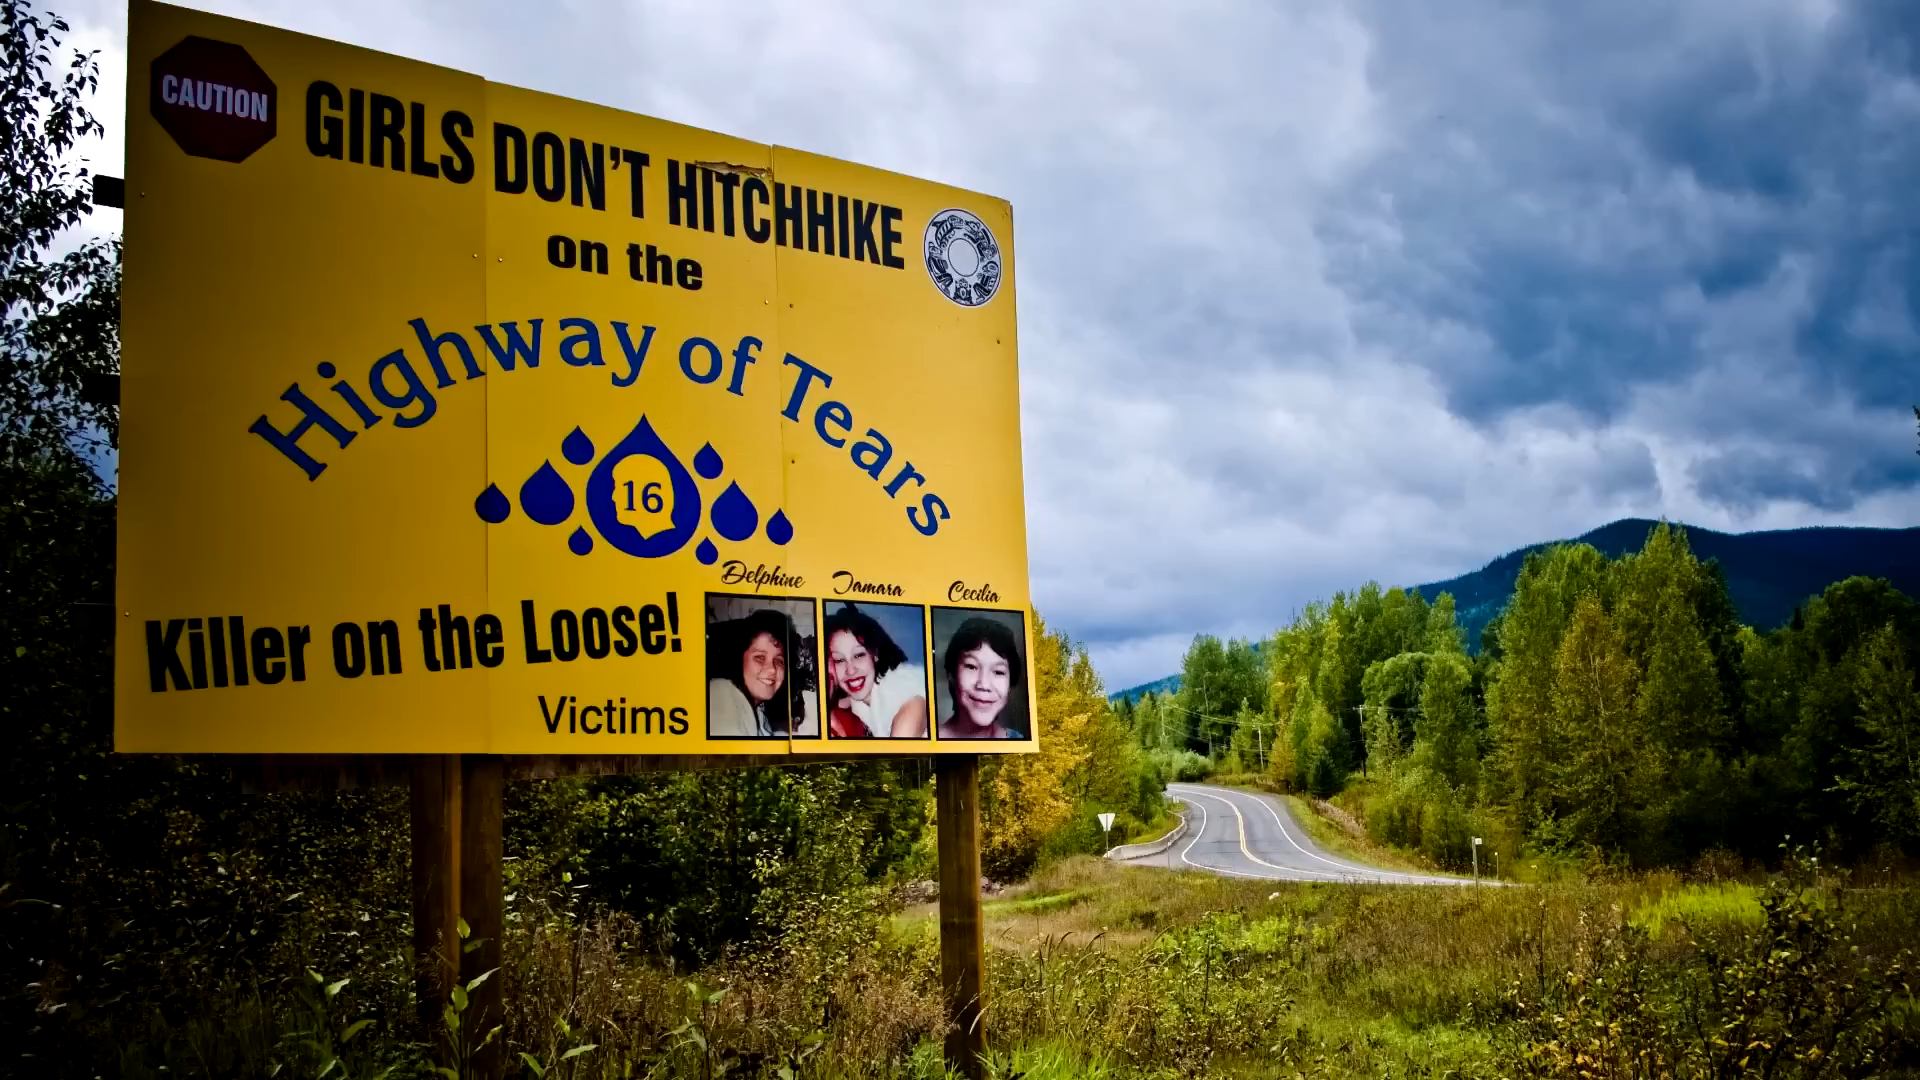 CAUTION
GIRLS DON'T HITCHHIKE
on the
Highway of Tears
16
Killer on the Loose!
Victims
Delphine
Tamara
Cecilia